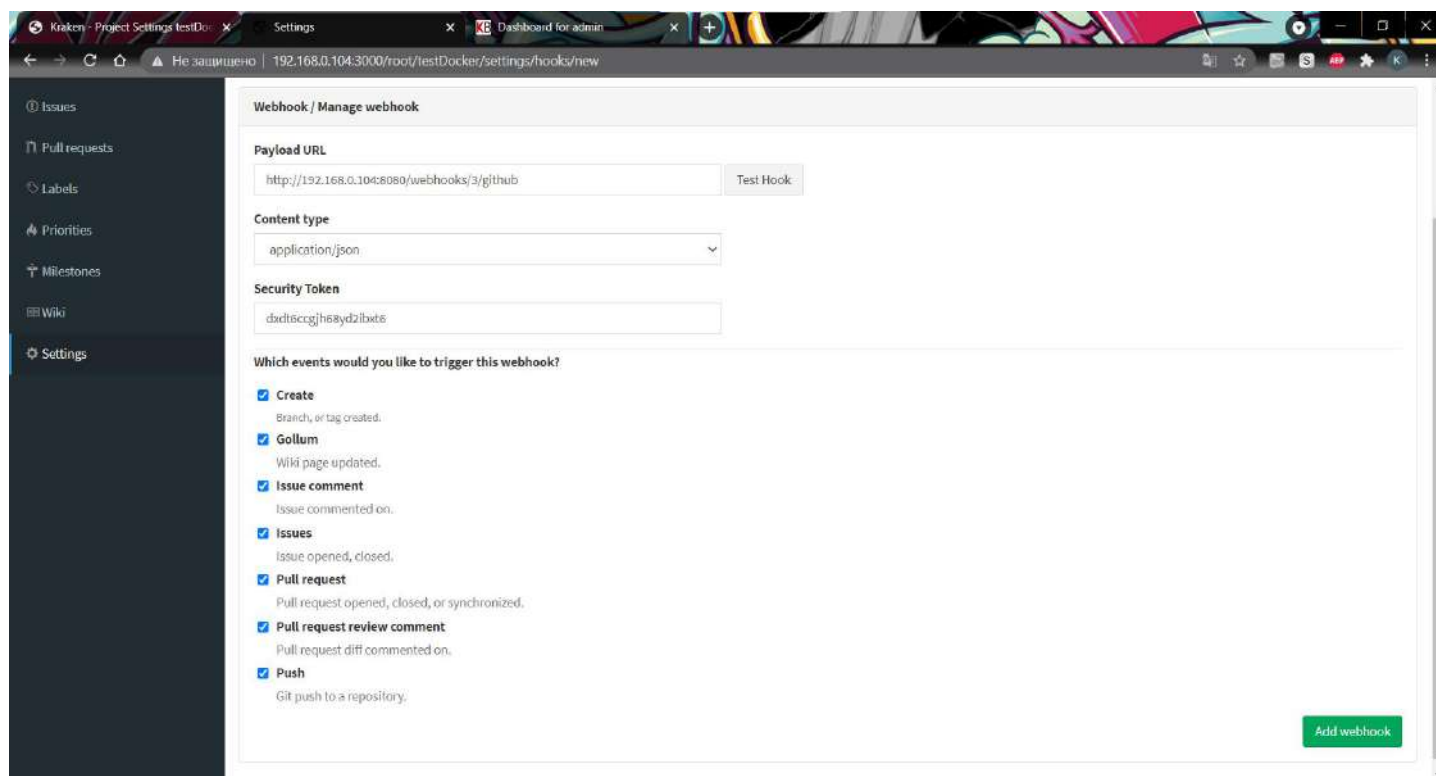 Kraken - Project Settings testDoc
Settings
KB Dashboard for admin
Не защищено | 192.168.0.104:3000/root/testDocker/settings/hooks/new
S
ABP
K
Issues
Pull requests
Labels
Priorities
Milestones
Wiki
Settings
Webhook / Manage webhook
Payload URL
http://192.168.0.104:8080/webhooks/3/github
Test Hook
Content type
application/json
Security Token
Which events would you like to trigger this webhook?
Create
Branch, or tag created.
Gollum
Wiki page updated.
Issue comment
Issue commented on.
Issues
Issue opened, closed.
Pull request
Pull request opened, closed, or synchronized.
Pull request review comment
Pull request diff commented on.
Push
Git push to a repository.
Add webhook